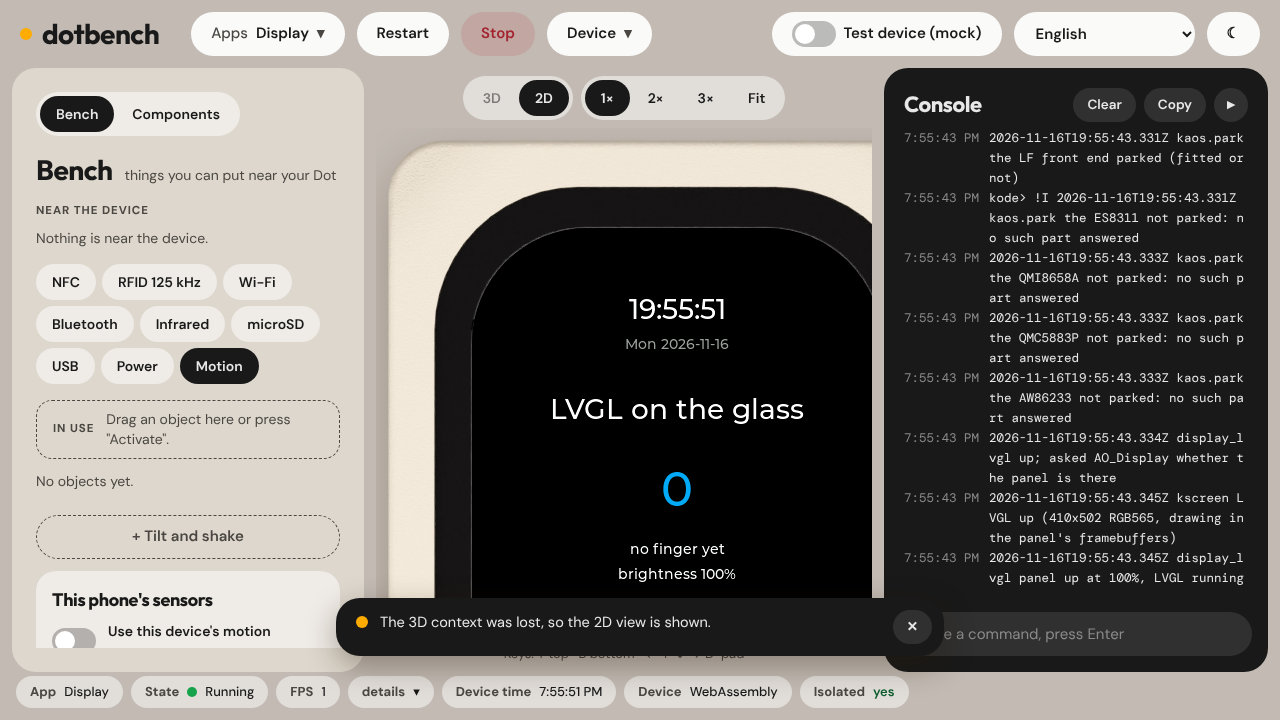 dotbench
Apps Display ▾
Restart
Stop
Device ▾
Test device (mock)
English
Bench
Components
Bench things you can put near your Dot
NEAR THE DEVICE
Nothing is near the device.
NFC
RFID 125 kHz
Wi-Fi
Bluetooth
Infrared
microSD
USB
Power
Motion
IN USE
Drag an object here or press
"Activate".
No objects yet.
+ Tilt and shake
This phone's sensors
Use this device's motion
3D
2D
1×
2×
3×
Fit
19:55:51
Mon 2026-11-16
LVGL on the glass
0
no finger yet
brightness 100%
The 3D context was lost, so the 2D view is shown.
Console
Clear
Copy
7:55:43 PM 2026-11-16T19:55:43.331Z kaos.park
the LF front end parked (fitted or
not)
7:55:43 PM kode> !I 2026-11-16T19:55:43.331Z
kaos.park the ES8311 not parked: n
o such part answered
7:55:43 PM 2026-11-16T19:55:43.333Z kaos.park
the QMI8658A not parked: no such p
art answered
7:55:43 PM 2026-11-16T19:55:43.333Z kaos.park
the QMC5883P not parked: no such p
art answered
7:55:43 PM 2026-11-16T19:55:43.333Z kaos.park
the AW86233 not parked: no such pa
rt answered
7:55:43 PM 2026-11-16T19:55:43.334Z display_l
vgl up; asked AO_Display whether t
he panel is there
7:55:43 PM 2026-11-16T19:55:43.345Z kscreen L
VGL up (410x502 RGB565, drawing in
the panel's framebuffers)
7:55:43 PM 2026-11-16T19:55:43.345Z display_l
vgl panel up at 100%, LVGL running
e a command, press Enter
App Display
State Running
FPS 1
details ▾
Device time 7:55:51 PM
Device WebAssembly
Isolated yes